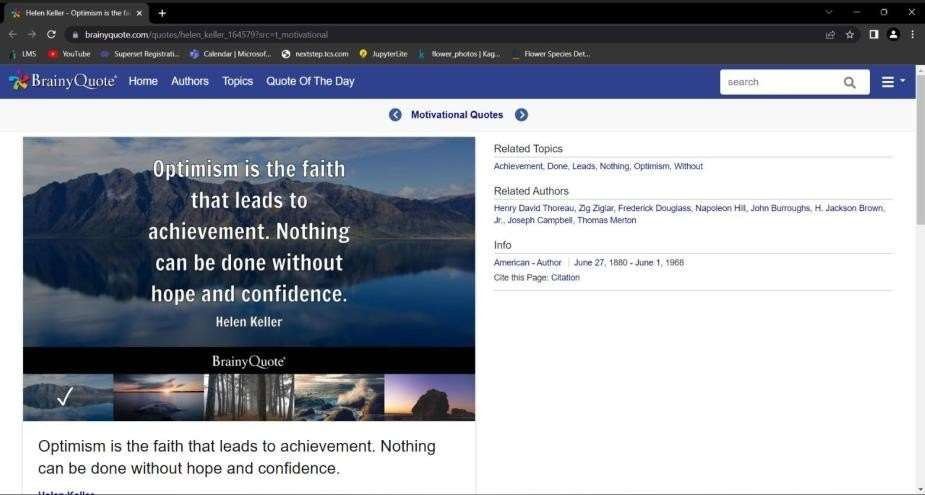 Helen Keller - Optimism is the fai
brainyquote.com/quotes/helen_keller_164579?src=t_motivational
LMS YouTube Superset Registrati... Calendar | Microsof... nextstep.tcs.com JupyterLite flower_photos | Kag... Flower Species Det...
BrainyQuote® Home Authors Topics Quote Of The Day search
Motivational Quotes
Optimism is the faith
that leads to
achievement. Nothing
can be done without
hope and confidence.
Helen Keller
BrainyQuote®
Optimism is the faith that leads to achievement. Nothing
can be done without hope and confidence.
Helen Keller
Related Topics
Achievement, Done, Leads, Nothing, Optimism, Without
Related Authors
Henry David Thoreau, Zig Ziglar, Frederick Douglass, Napoleon Hill, John Burroughs, H. Jackson Brown,
Jr., Joseph Campbell, Thomas Merton
Info
American - Author June 27, 1880 - June 1, 1968
Cite this Page: Citation